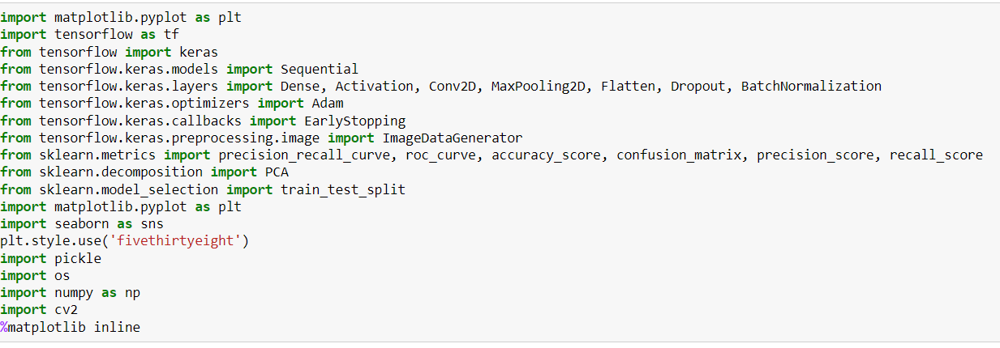 import matplotlib.pyplot as plt
import tensorflow as tf
from tensorflow import keras
from tensorflow.keras.models import Sequential
from tensorflow.keras.layers import Dense, Activation, Conv2D, MaxPooling2D, Flatten, Dropout, BatchNormalization
from tensorflow.keras.optimizers import Adam
from tensorflow.keras.callbacks import EarlyStopping
from tensorflow.keras.preprocessing.image import ImageDataGenerator
from sklearn.metrics import precision_recall_curve, roc_curve, accuracy_score, confusion_matrix, precision_score, recall_score
from sklearn.decomposition import PCA
from sklearn.model_selection import train_test_split
import matplotlib.pyplot as plt
import seaborn as sns
plt.style.use('fivethirtyeight')
import pickle
import os
import numpy as np
import cv2
%matplotlib inline